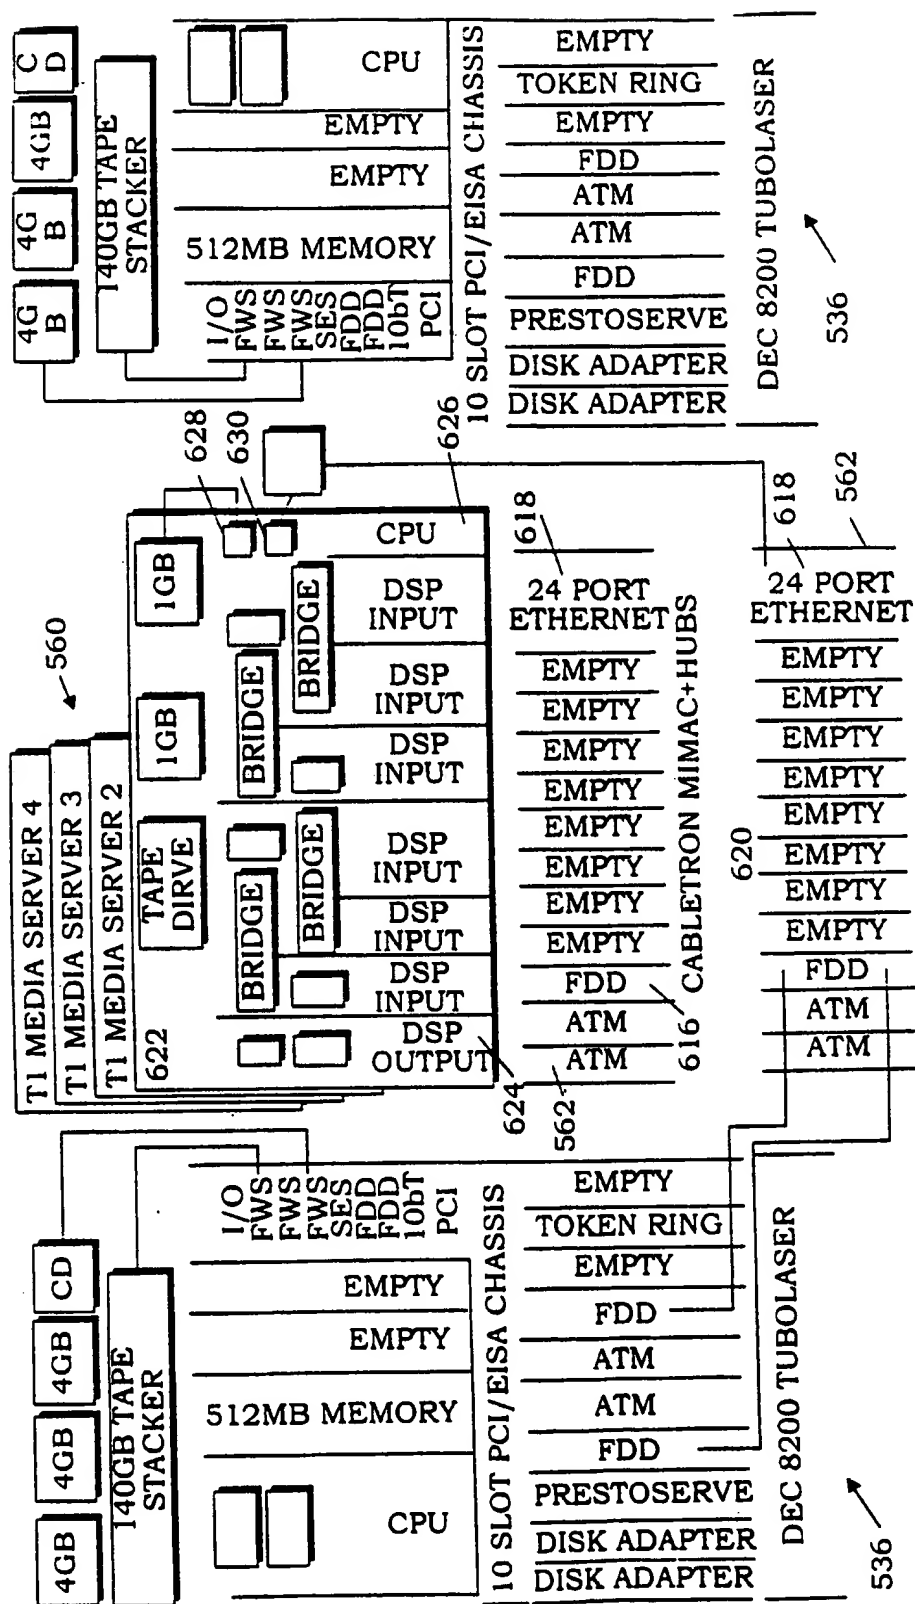 4GB
4GB
4GB
CD
140GB TAPE
STACKER
CPU
512MB MEMORY
EMPTY
EMPTY
I/O
FWS
FWS
FWS
SES
FDD
FDD
10bT
PCI
10 SLOT PCI/EISA CHASSIS
DISK ADAPTER
DISK ADAPTER
PRESTOSERVE
FDD
ATM
ATM
FDD
EMPTY
TOKEN RING
EMPTY
DEC 8200 TUBOLASER
536
T1 MEDIA SERVER 4
T1 MEDIA SERVER 3
T1 MEDIA SERVER 2
560
622
TAPE
DIRVE
1GB
1GB
628
630
BRIDGE
BRIDGE
BRIDGE
BRIDGE
DSP
OUTPUT
DSP
INPUT
DSP
INPUT
DSP
INPUT
DSP
INPUT
DSP
INPUT
DSP
INPUT
CPU
626
624
562
ATM
ATM
FDD
EMPTY
EMPTY
EMPTY
EMPTY
EMPTY
EMPTY
EMPTY
EMPTY
24 PORT
ETHERNET
618
616
CABLETRON MIMAC+HUBS
620
ATM
ATM
FDD
EMPTY
EMPTY
EMPTY
EMPTY
EMPTY
EMPTY
EMPTY
EMPTY
24 PORT
ETHERNET
618
562
4G
B
4G
B
4GB
C
D
140GB TAPE
STACKER
I/O
FWS
FWS
FWS
SES
FDD
FDD
10bT
PCI
512MB MEMORY
EMPTY
EMPTY
CPU
10 SLOT PCI/EISA CHASSIS
DISK ADAPTER
DISK ADAPTER
PRESTOSERVE
FDD
ATM
ATM
FDD
EMPTY
TOKEN RING
EMPTY
DEC 8200 TUBOLASER
536